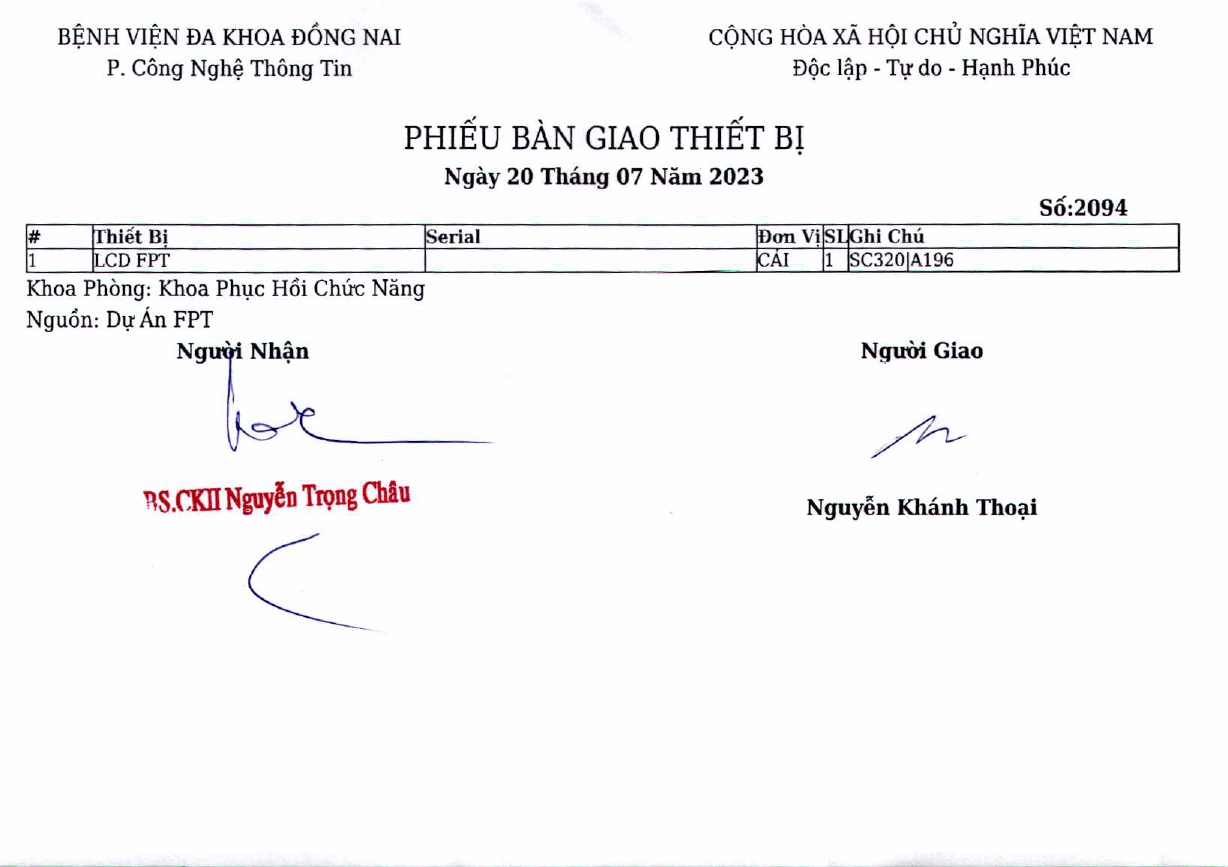 BỆNH VIỆN ĐA KHOA ĐỒNG NAI
P. Công Nghệ Thông Tin
CỘNG HÒA XÃ HỘI CHỦ NGHĨA VIỆT NAM
Độc lập - Tự do - Hạnh Phúc
PHIẾU BÀN GIAO THIẾT BỊ
Ngày 20 Tháng 07 Năm 2023
Số:2094
# Thiết Bị Serial Đơn Vị SL Ghi Chú
1 LCD FPT CÁI 1 SC320|A196
Khoa Phòng: Khoa Phục Hồi Chức Năng
Nguồn: Dự Án FPT
Người Nhận Người Giao
BS.CKII Nguyễn Trọng Châu
Nguyễn Khánh Thoại